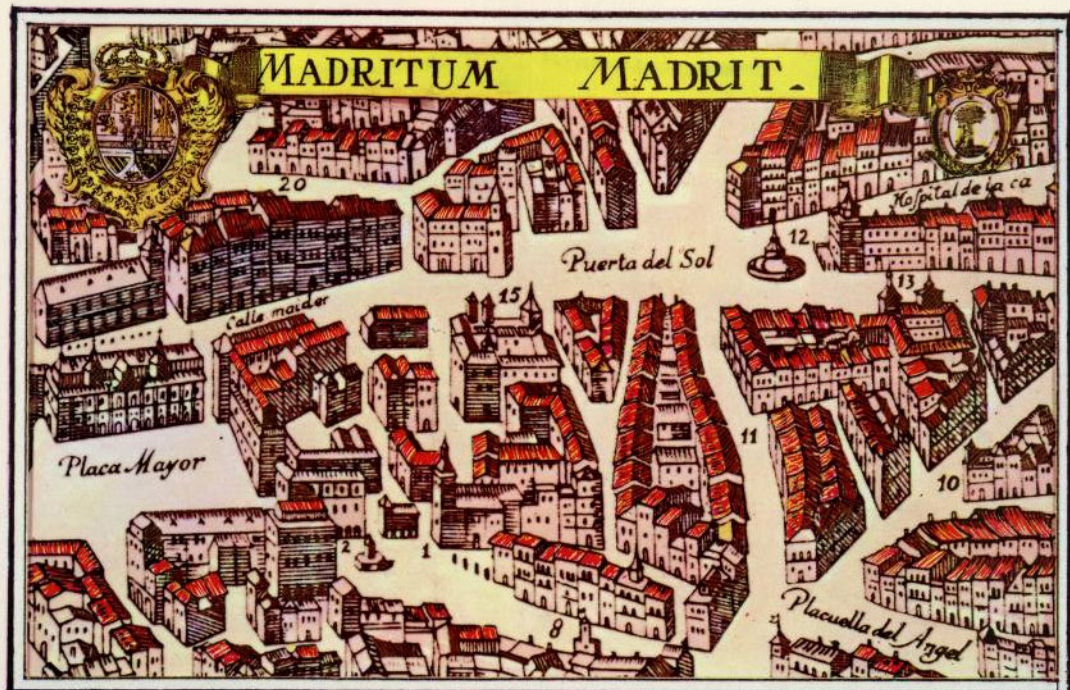 MADRITUM MADRIT.
20
Hospital de la ca
12
Puerta del Sol
13
15
Calle maider
11
Placa Mayor
10
2
1
8
Placuella del Angel